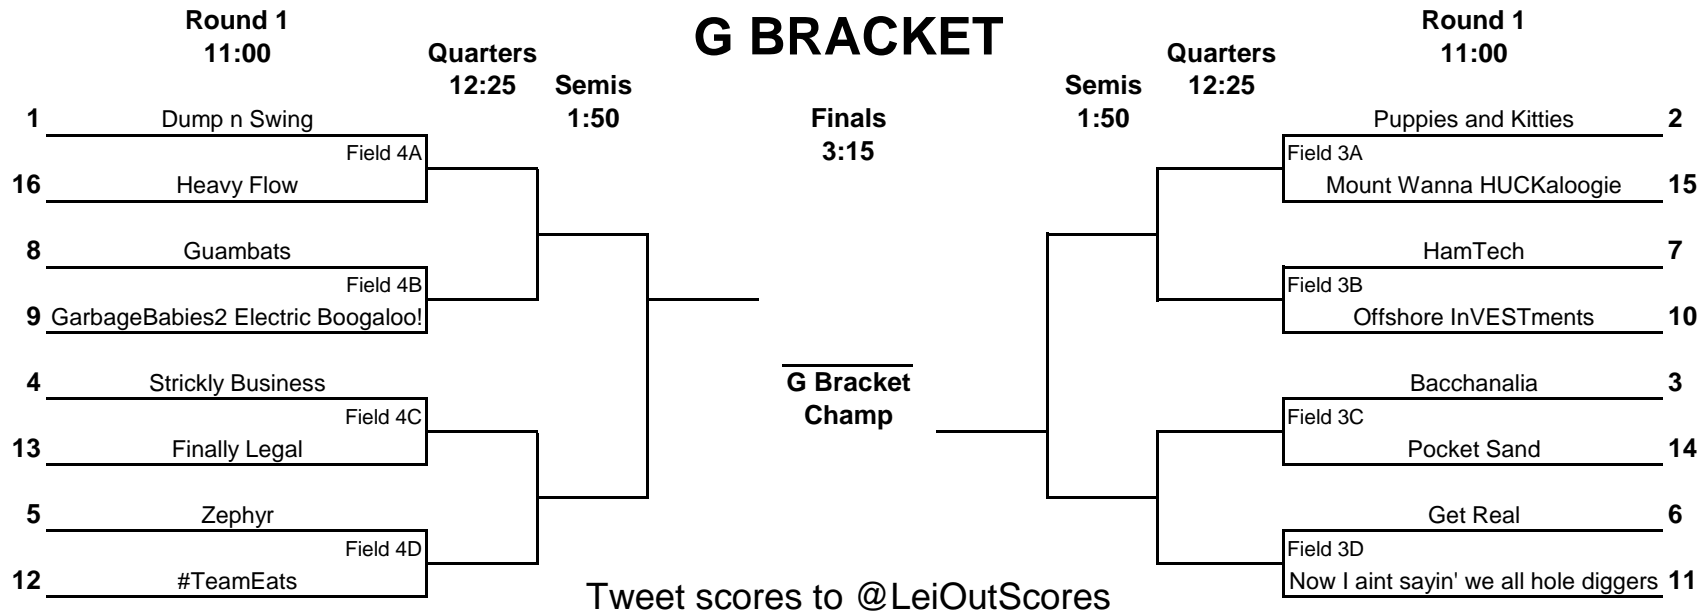 G BRACKET
Round 1
11:00
Quarters
12:25
Semis
1:50
Finals
3:15
Semis
1:50
Quarters
12:25
Round 1
11:00
1 Dump n Swing
Field 4A
16 Heavy Flow
8 Guambats
Field 4B
9 GarbageBabies2 Electric Boogaloo!
4 Strickly Business
Field 4C
13 Finally Legal
5 Zephyr
Field 4D
12 #TeamEats
G Bracket
Champ
Puppies and Kitties 2
Field 3A
Mount Wanna HUCKaloogie 15
HamTech 7
Field 3B
Offshore InVESTments 10
Bacchanalia 3
Field 3C
Pocket Sand 14
Get Real 6
Field 3D
Now I aint sayin' we all hole diggers 11
Tweet scores to @LeiOutScores